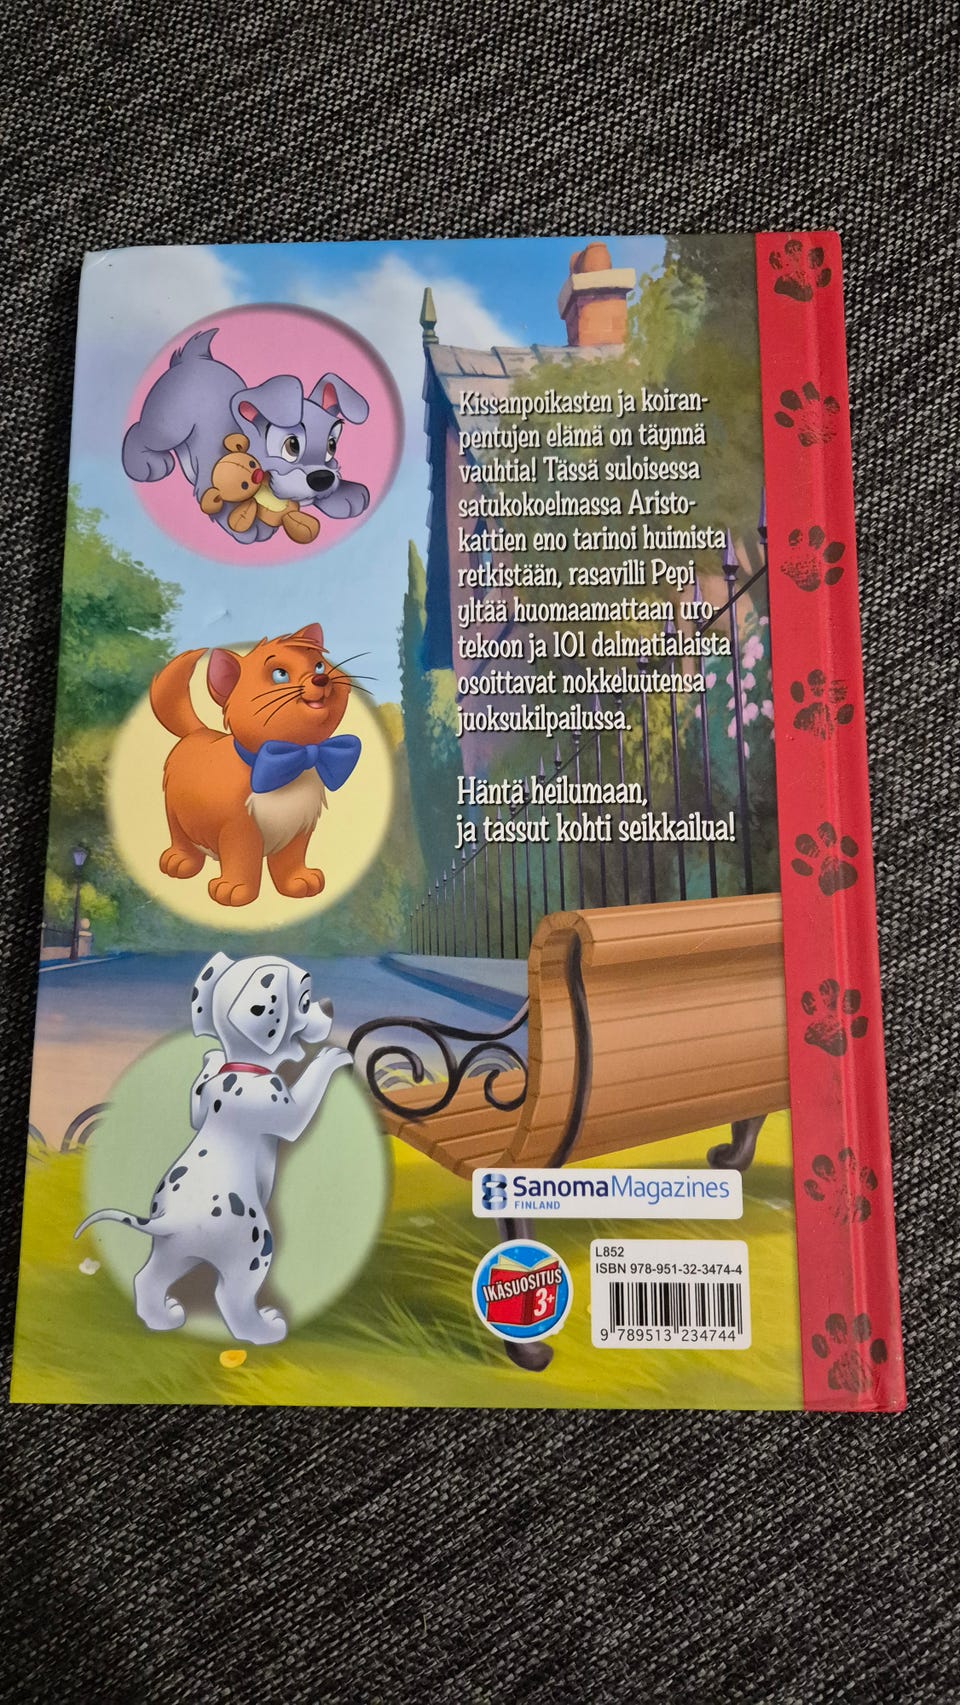 Kissanpoikasten ja koiran-
pentujen elämä on täynnä
vauhtia! Tässä suloisessa
satukokoelmassa Aristo-
kattien eno tarinoi huimista
retkistään, rasavilli Pepi
yltää huomaamattaan uro-
tekoon ja 101 dalmatialaista
osoittavat nokkeluutensa
juoksukilpailussa.
Häntä heilumaan,
ja tassut kohti seikkailua!
SanomaMagazines
FINLAND
IKÄSUOSITUS
3+
L852
ISBN 978-951-32-3474-4
9 789513 234744